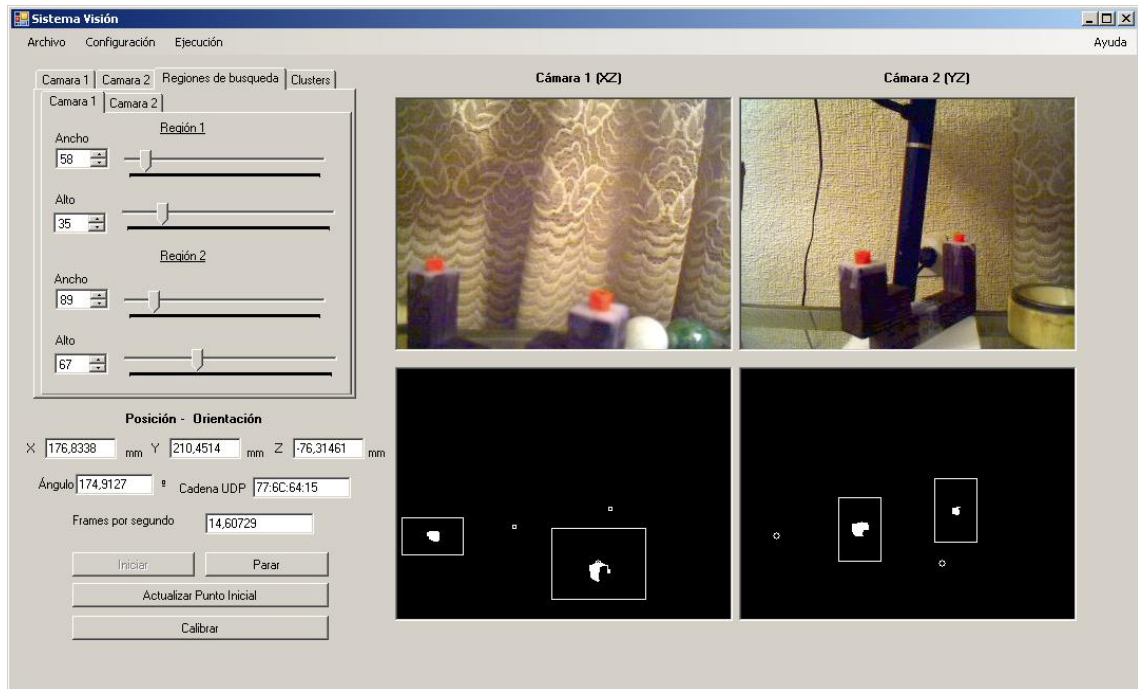 Sistema Visión
Archivo Configuración Ejecución Ayuda
Camara 1 Camara 2 Regiones de busqueda Clusters
Camara 1 Camara 2
Región 1
Ancho
58
Alto
35
Región 2
Ancho
89
Alto
67
Posición - Orientación
X 176,8338 mm Y 210,4514 mm Z -76,31461 mm
Ángulo 174,9127 º Cadena UDP 77:6C:64:15
Frames por segundo 14,60729
Iniciar Parar
Actualizar Punto Inicial
Calibrar
Cámara 1 (XZ) Cámara 2 (YZ)